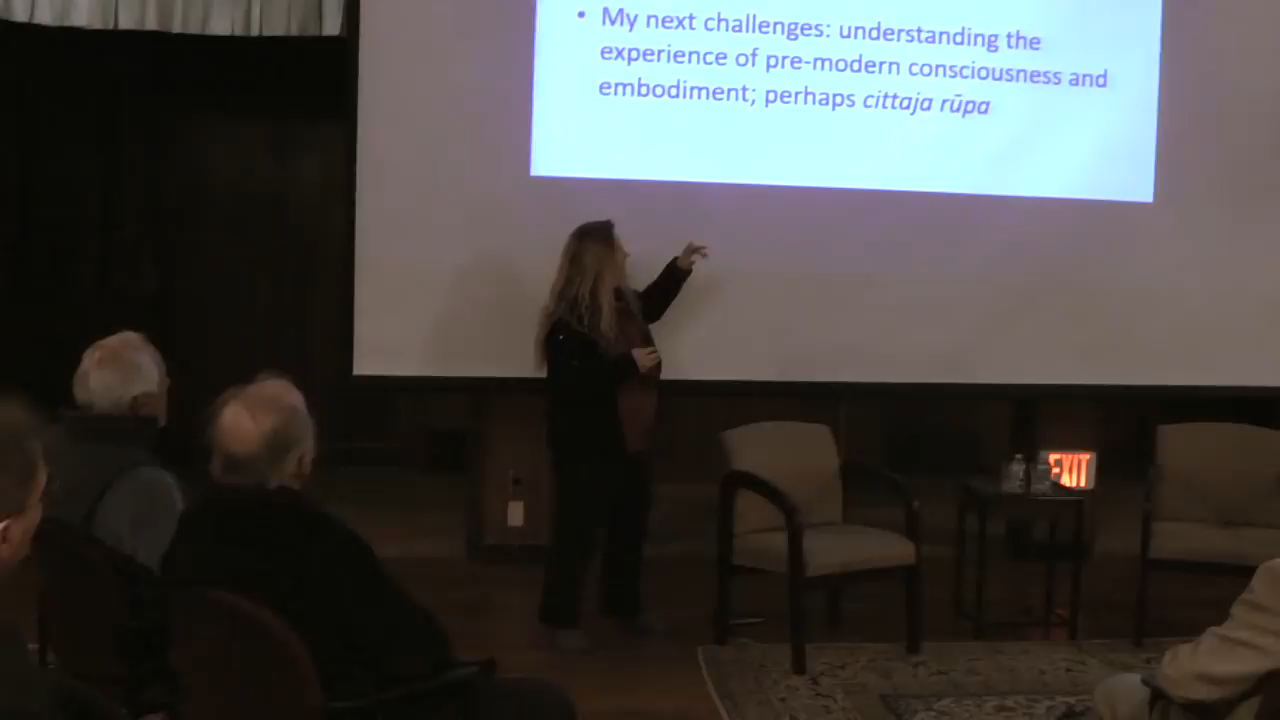 • My next challenges: understanding the
experience of pre-modern consciousness and
embodiment; perhaps cittaja rūpa
EXIT